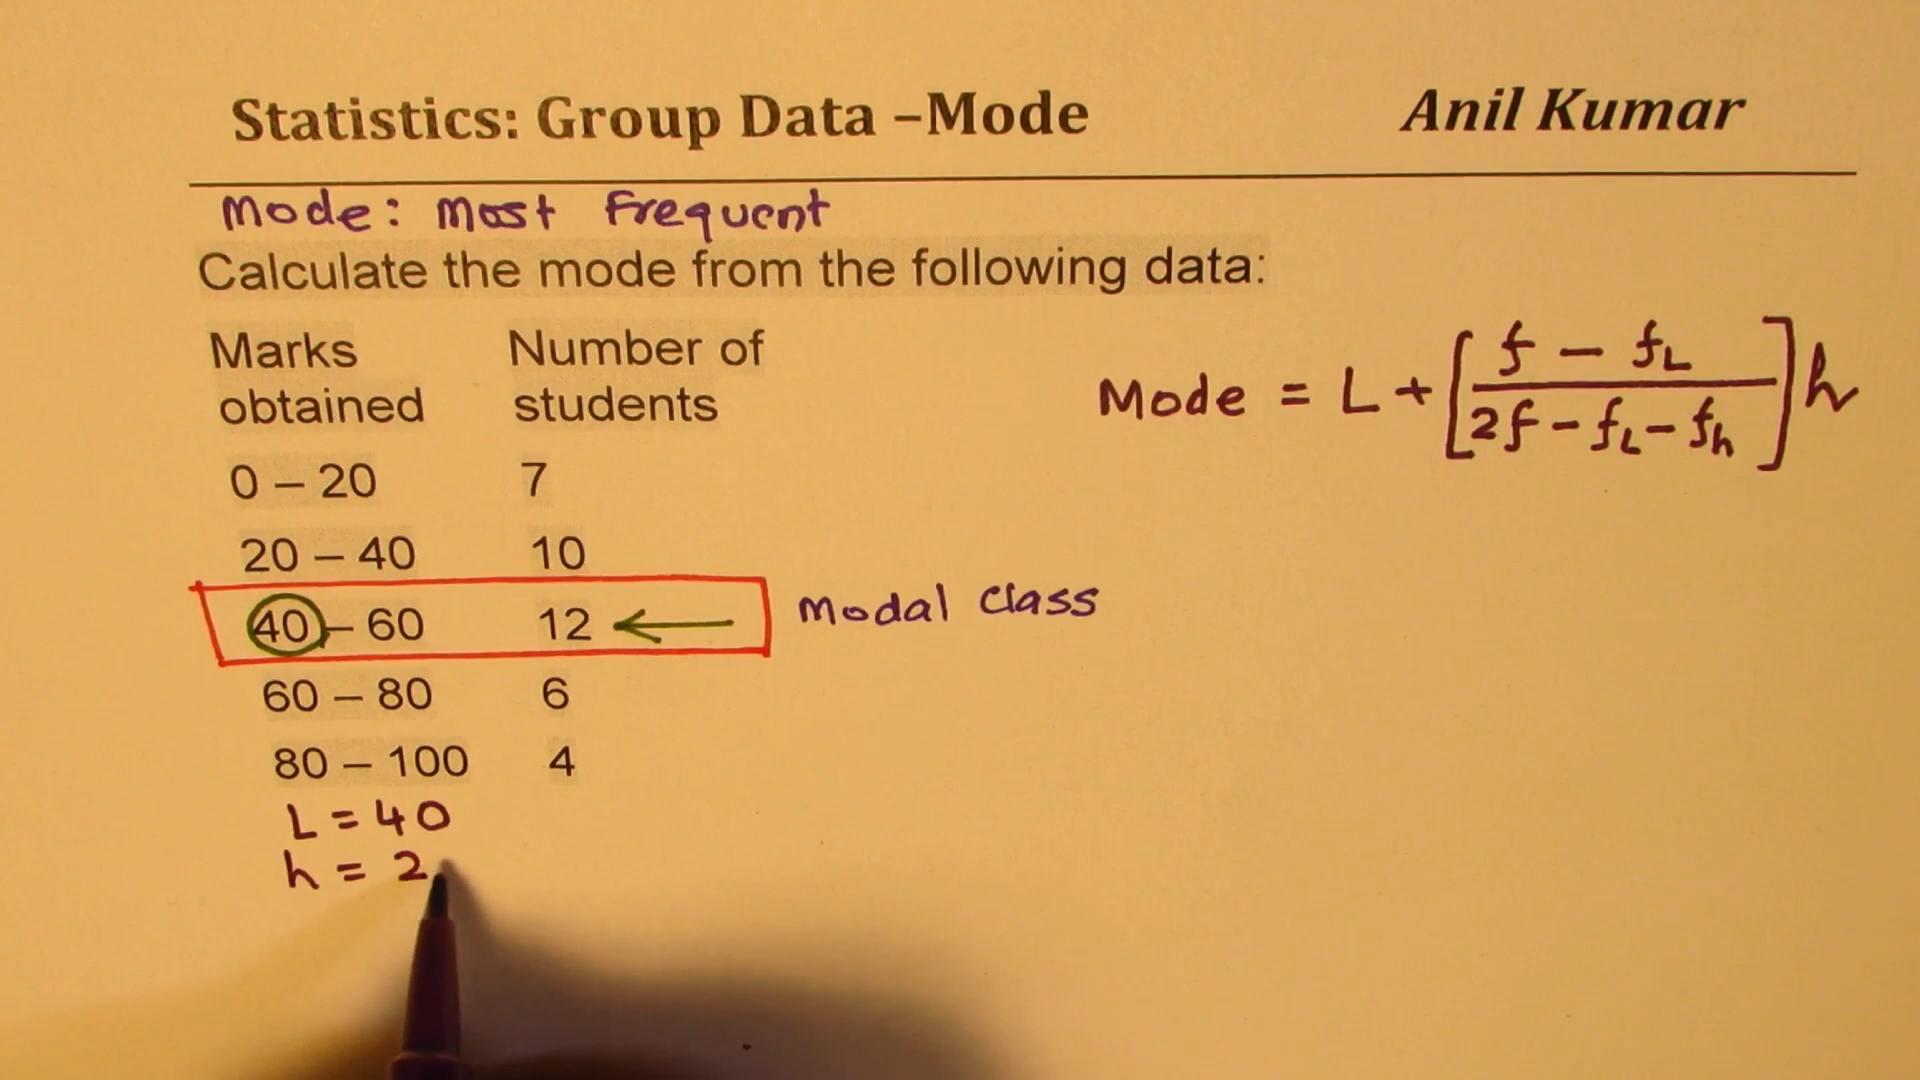 Statistics: Group Data –Mode Anil Kumar
Mode: Most Frequent
Calculate the mode from the following data:
Marks obtained Number of students
0 – 20 7
20 – 40 10
40 – 60 12 ← Modal Class
60 – 80 6
80 – 100 4
L = 40
h = 2
Mode = L + [ f - fL / 2f - fL - fh ] h